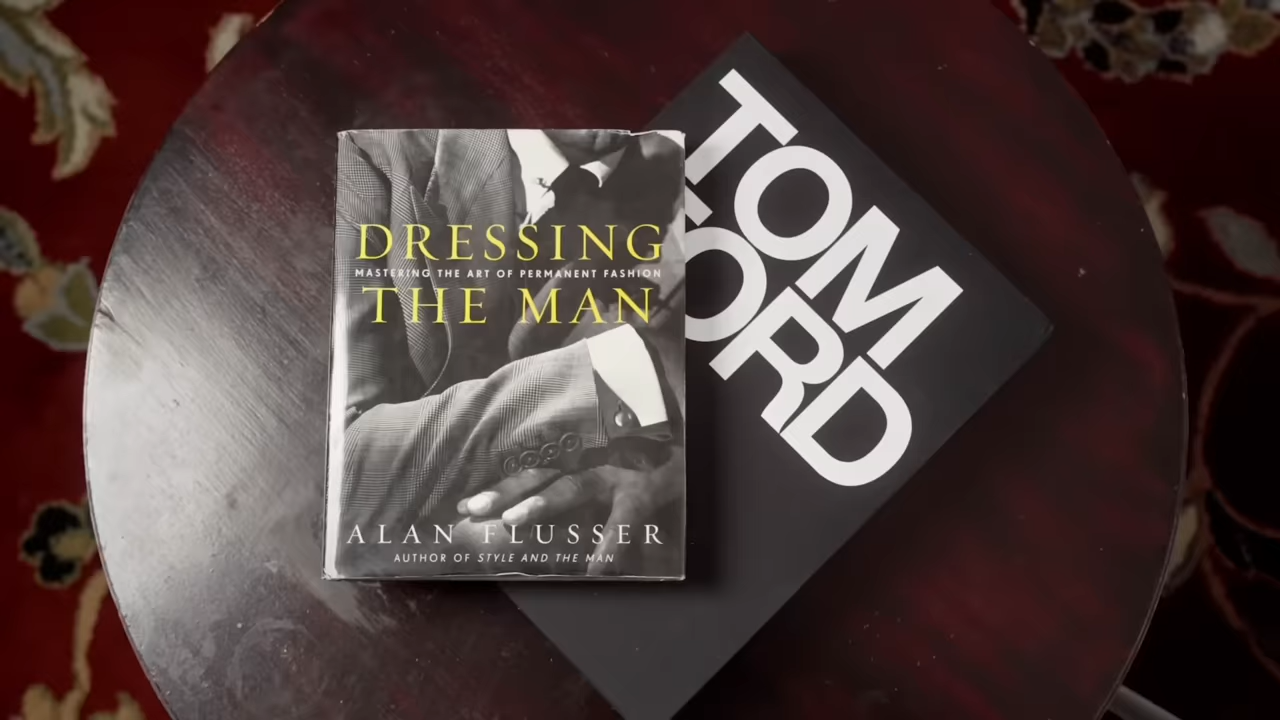 DRESSING
MASTERING THE ART OF PERMANENT FASHION
THE MAN
ALAN FLUSSER
AUTHOR OF STYLE AND THE MAN
TOM
FORD